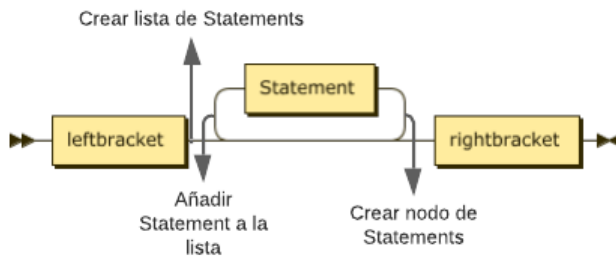 Crear lista de Statements
Statement
leftbracket
rightbracket
Añadir
Statement a la
lista
Crear nodo de
Statements